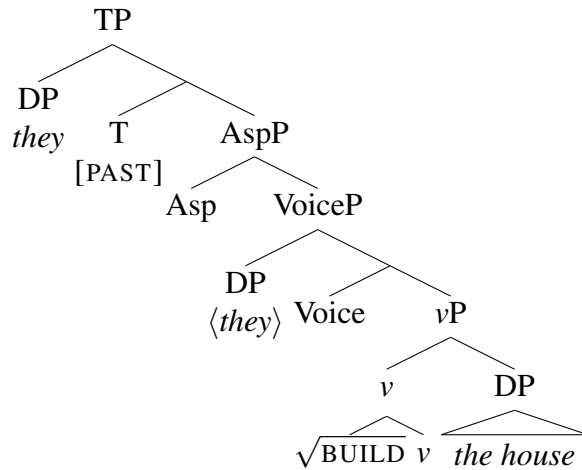 TP
DP
they
T
AspP
[PAST]
Asp
VoiceP
DP
⟨they⟩
Voice
vP
v
DP
√BUILD v the house